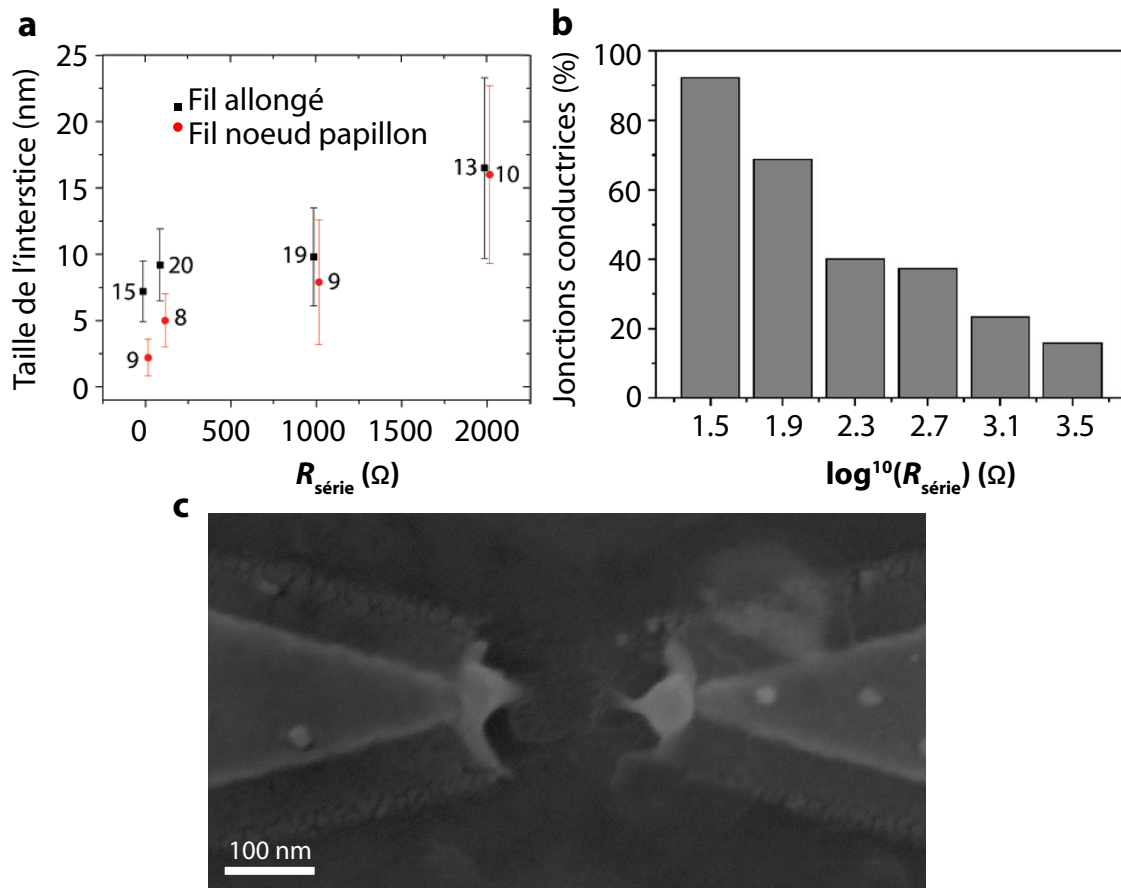 a
Taille de l'interstice (nm)
25
20
15
10
5
0
Fil allongé
Fil noeud papillon
15
9
20
8
19
9
13
10
0 500 1000 1500 2000
R série (Ω)
b
Jonctions conductrices (%)
100
80
60
40
20
0
1.5 1.9 2.3 2.7 3.1 3.5
log¹⁰(R série) (Ω)
c
100 nm